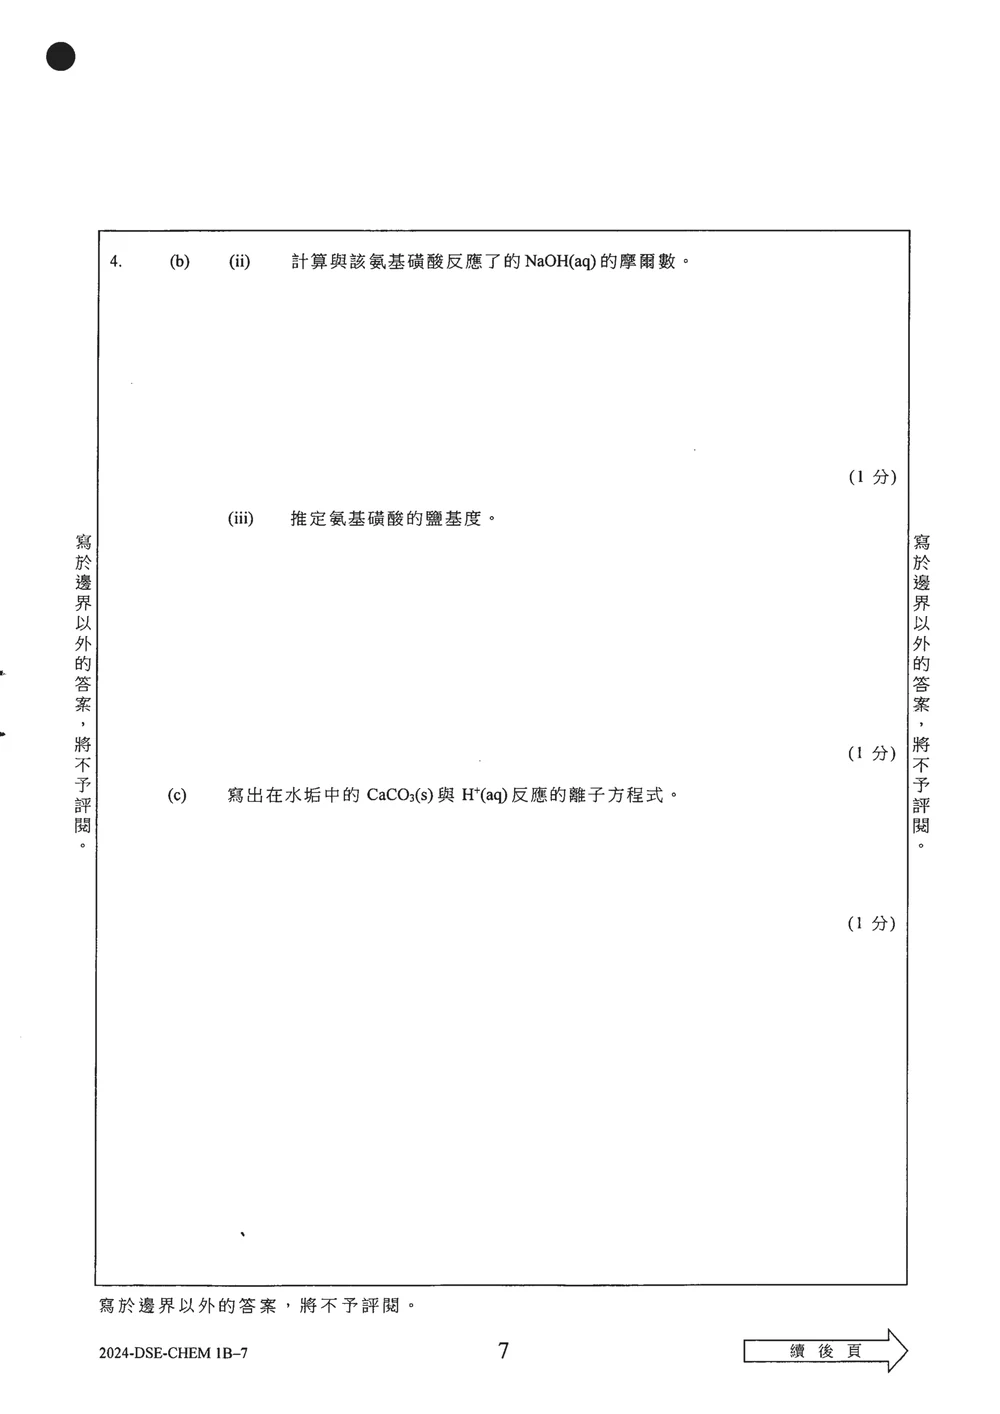 4. (b) (ii) 計算與該氨基磺酸反應了的 NaOH(aq) 的摩爾數。
(1 分)
(iii) 推定氨基磺酸的鹽基度。
(1 分)
(c) 寫出在水垢中的 CaCO₃(s) 與 H⁺(aq) 反應的離子方程式。
(1 分)
寫於邊界以外的答案，將不予評閱。
寫於邊界以外的答案，將不予評閱。
寫於邊界以外的答案，將不予評閱。
2024-DSE-CHEM 1B–7
7
續後頁